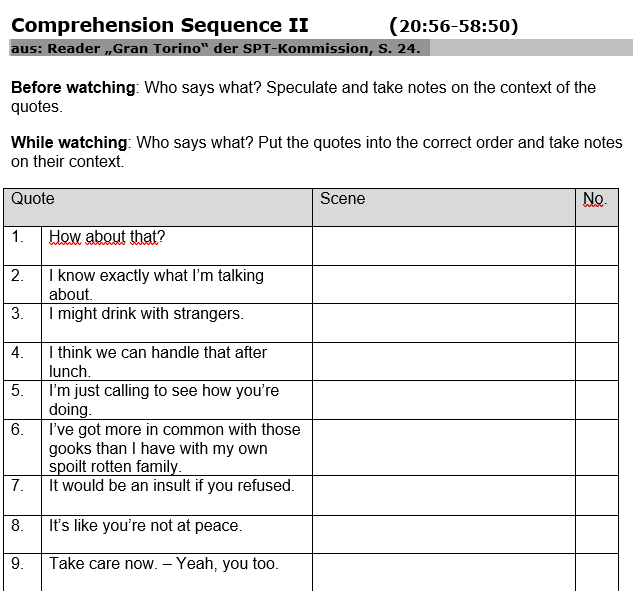 Comprehension Sequence II (20:56-58:50)
aus: Reader „Gran Torino“ der SPT-Kommission, S. 24.
Before watching: Who says what? Speculate and take notes on the context of the
quotes.
While watching: Who says what? Put the quotes into the correct order and take notes
on their context.
Quote Scene No.
1. How about that?
2. I know exactly what I’m talking
about.
3. I might drink with strangers.
4. I think we can handle that after
lunch.
5. I’m just calling to see how you’re
doing.
6. I’ve got more in common with those
gooks than I have with my own
spoilt rotten family.
7. It would be an insult if you refused.
8. It’s like you’re not at peace.
9. Take care now. – Yeah, you too.